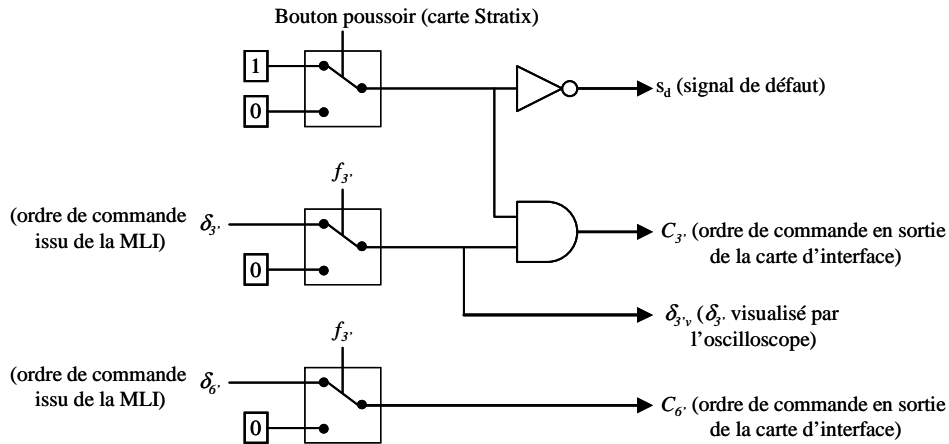 Bouton poussoir (carte Stratix)
1
0
s_d (signal de défaut)
f_3'
(ordre de commande
issu de la MLI)
δ_3'
0
C_3' (ordre de commande en sortie
de la carte d'interface)
δ_3'v (δ_3' visualisé par
l'oscilloscope)
f_3'
(ordre de commande
issu de la MLI)
δ_6'
0
C_6' (ordre de commande en sortie
de la carte d'interface)